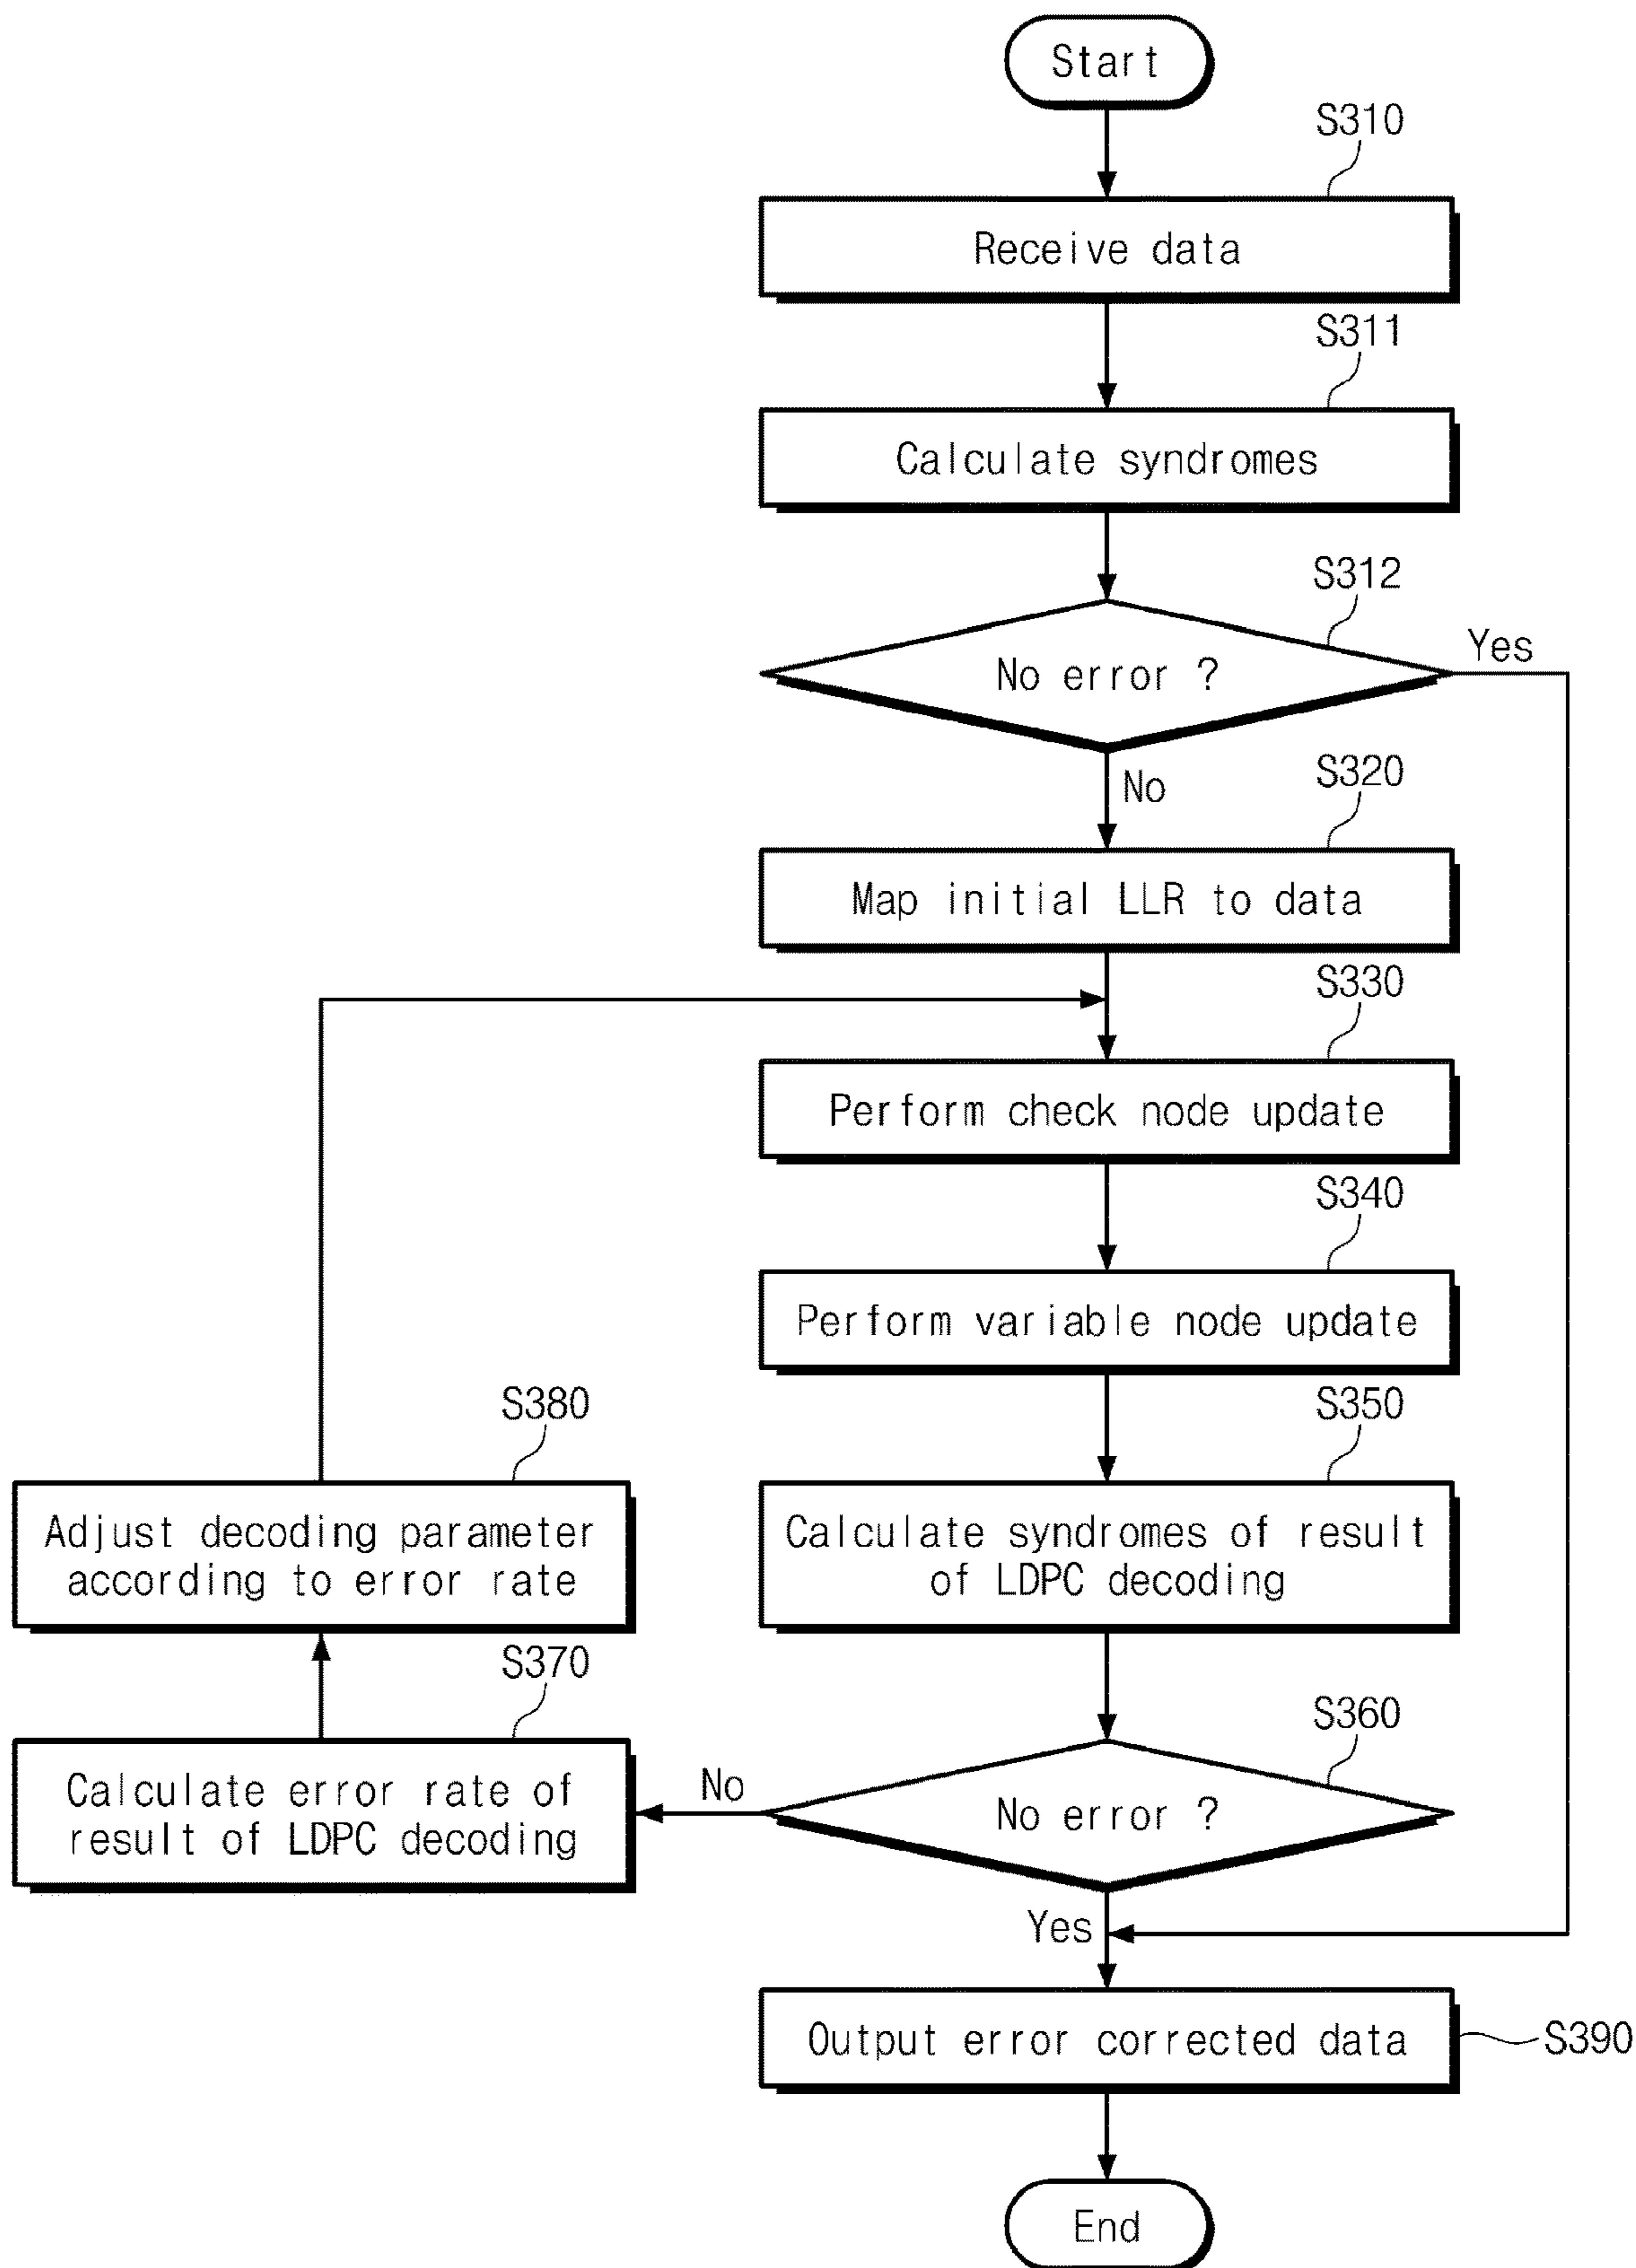 Start
S310
Receive data
S311
Calculate syndromes
S312
No error ?
Yes
No
S320
Map initial LLR to data
S330
Perform check node update
S340
Perform variable node update
S350
Calculate syndromes of result
of LDPC decoding
S360
No error ?
No
S370
Calculate error rate of
result of LDPC decoding
S380
Adjust decoding parameter
according to error rate
Yes
S390
Output error corrected data
End